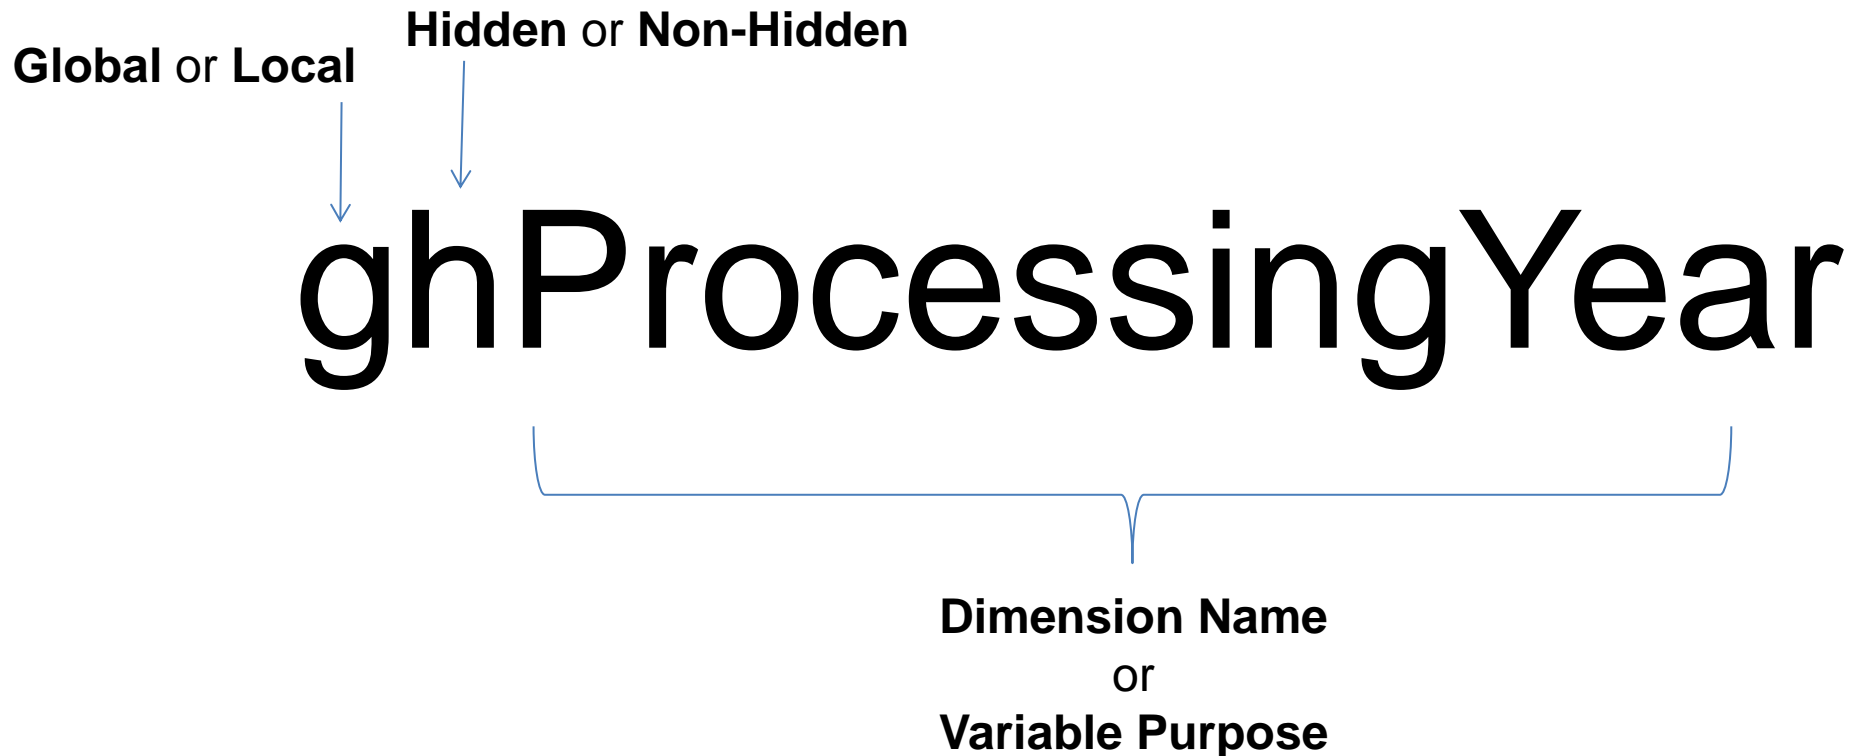 Hidden or Non-Hidden
Global or Local
ghProcessingYear
Dimension Name
or
Variable Purpose